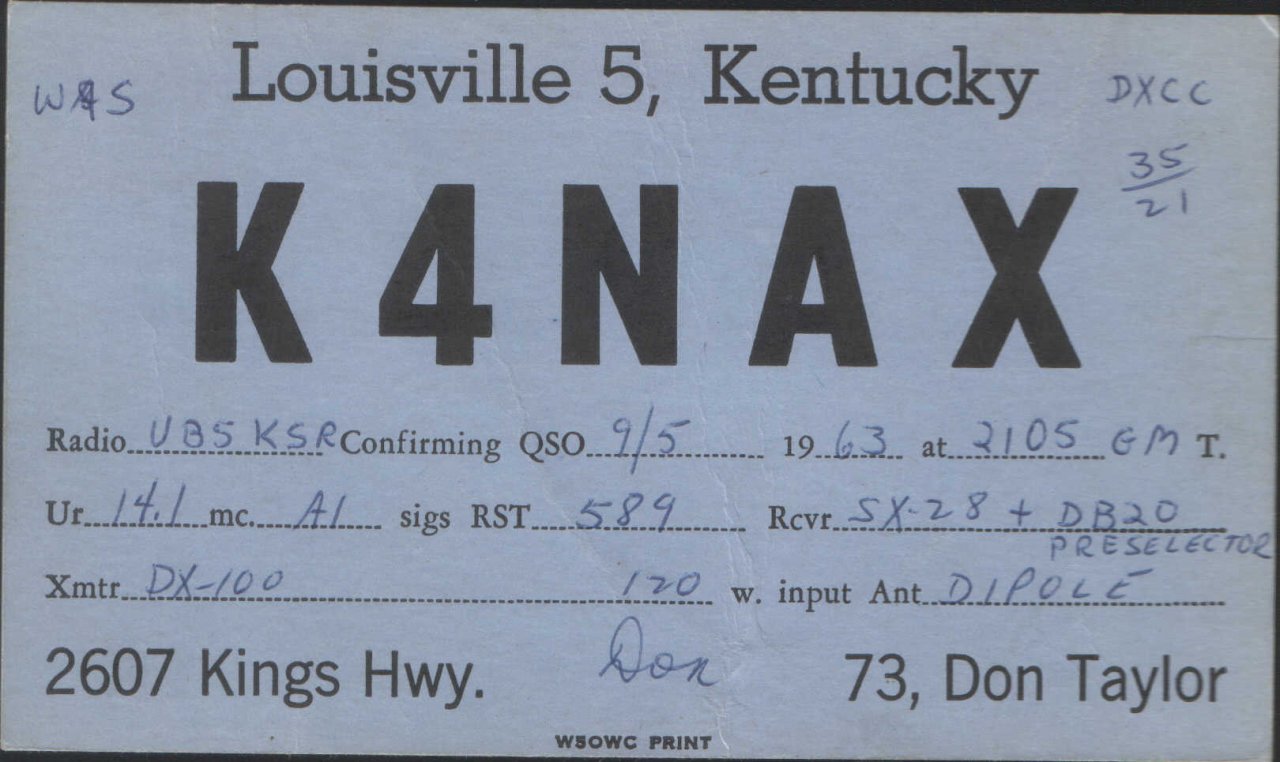 Louisville 5, Kentucky
WAS
DXCC
35
21
K4NAX
Radio UB5KSR Confirming QSO 9/5 1963 at 2105 GM T.
Ur 14.1 mc. A1 sigs RST 589 Rcvr SX-28 + DB20
PRESELECTOR
Xmtr DX-100 120 w. input Ant DIPOLE
2607 Kings Hwy. Don 73, Don Taylor
W5OWC PRINT